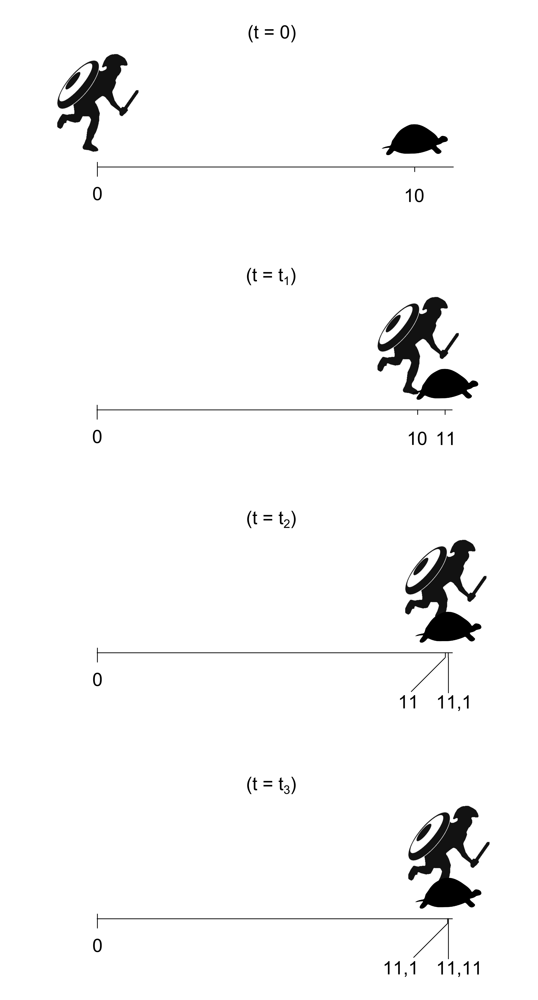 (t = 0)
0 10
(t = t₁)
0 10 11
(t = t₂)
0
11 11,1
(t = t₃)
0
11,1 11,11